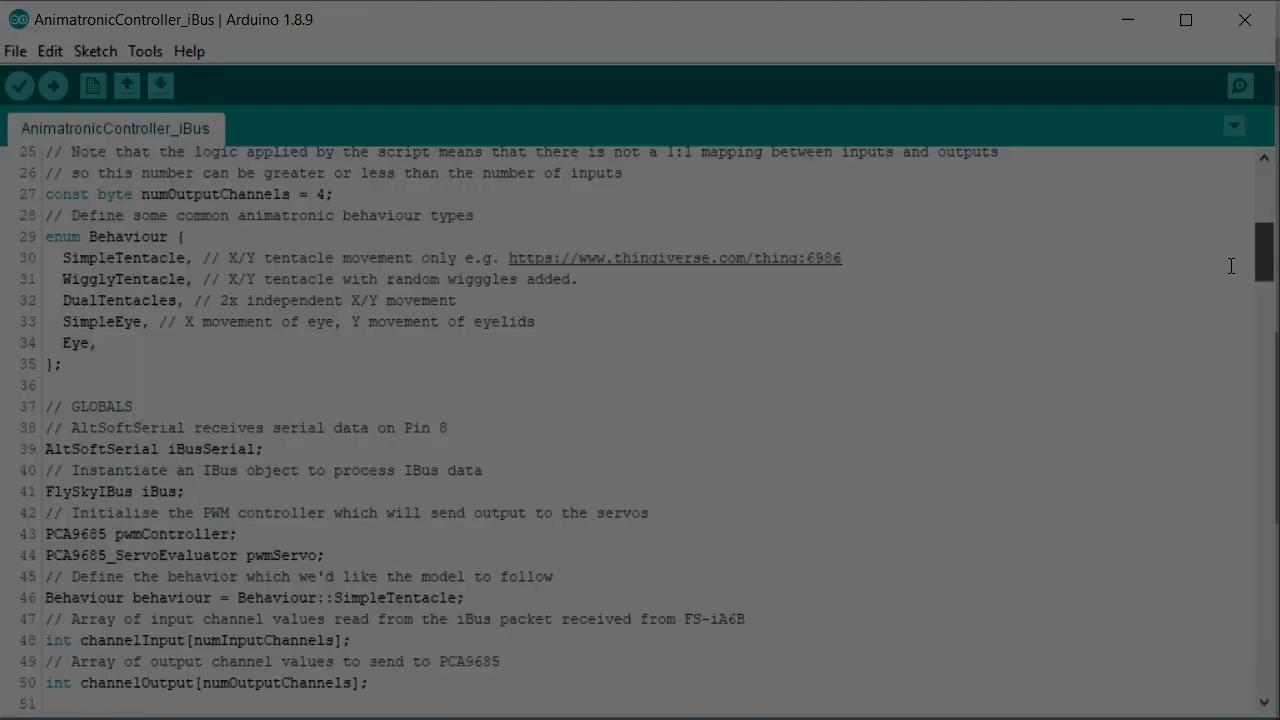 AnimatronicController_iBus | Arduino 1.8.9
File Edit Sketch Tools Help
AnimatronicController_iBus
25 // Note that the logic applied by the script means that there is not a 1:1 mapping between inputs and outputs
26 // so this number can be greater or less than the number of inputs
27 const byte numOutputChannels = 4;
28 // Define some common animatronic behaviour types
29 enum Behaviour {
30 SimpleTentacle, // X/Y tentacle movement only e.g. https://www.thingiverse.com/thing:6986
31 WigglyTentacle, // X/Y tentacle with random wigggles added.
32 DualTentacles, // 2x independent X/Y movement
33 SimpleEye, // X movement of eye, Y movement of eyelids
34 Eye,
35 };
36
37 // GLOBALS
38 // AltSoftSerial receives serial data on Pin 8
39 AltSoftSerial iBusSerial;
40 // Instantiate an IBus object to process IBus data
41 FlySkyIBus iBus;
42 // Initialise the PWM controller which will send output to the servos
43 PCA9685 pwmController;
44 PCA9685_ServoEvaluator pwmServo;
45 // Define the behavior which we'd like the model to follow
46 Behaviour behaviour = Behaviour::SimpleTentacle;
47 // Array of input channel values read from the iBus packet received from FS-iA6B
48 int channelInput[numInputChannels];
49 // Array of output channel values to send to PCA9685
50 int channelOutput[numOutputChannels];
51